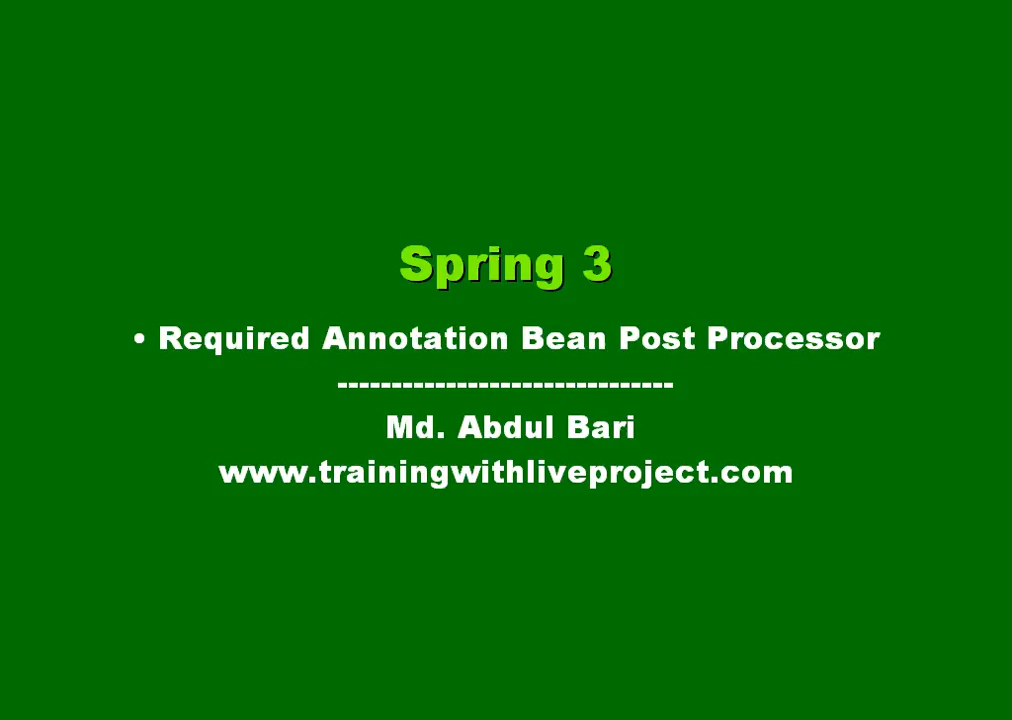 Spring 3
• Required Annotation Bean Post Processor
-------------------------------
Md. Abdul Bari
www.trainingwithliveproject.com